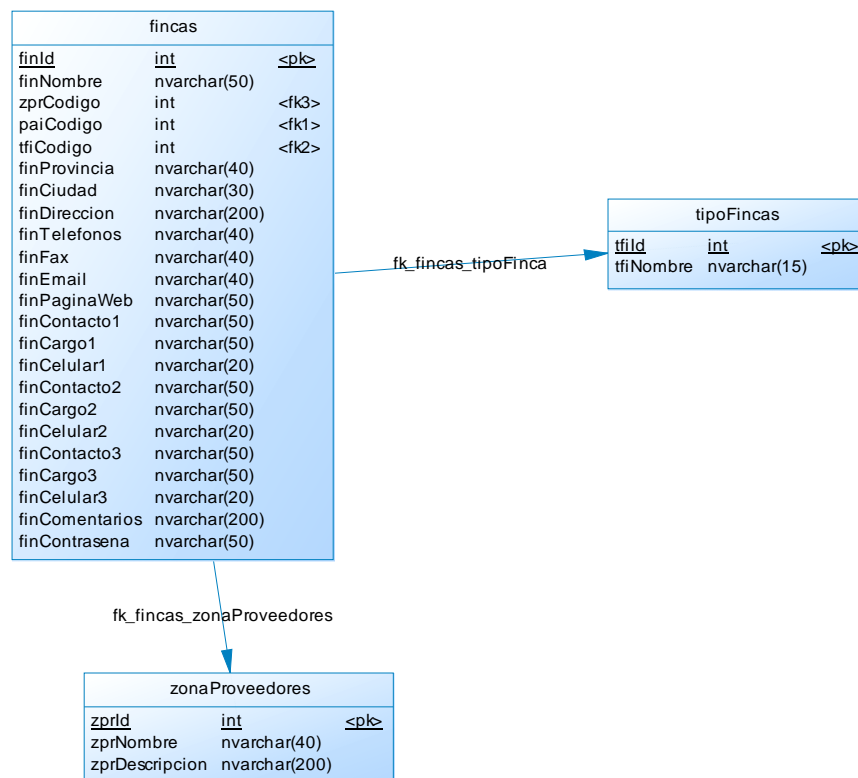 fincas
finId int <pk>
finNombre nvarchar(50)
zprCodigo int <fk3>
paiCodigo int <fk1>
tfiCodigo int <fk2>
finProvincia nvarchar(40)
finCiudad nvarchar(30)
finDireccion nvarchar(200)
finTelefonos nvarchar(40)
finFax nvarchar(40)
finEmail nvarchar(40)
finPaginaWeb nvarchar(50)
finContacto1 nvarchar(50)
finCargo1 nvarchar(50)
finCelular1 nvarchar(20)
finContacto2 nvarchar(50)
finCargo2 nvarchar(50)
finCelular2 nvarchar(20)
finContacto3 nvarchar(50)
finCargo3 nvarchar(50)
finCelular3 nvarchar(20)
finComentarios nvarchar(200)
finContrasena nvarchar(50)
fk_fincas_tipoFinca
tipoFincas
tfiId int <pk>
tfiNombre nvarchar(15)
fk_fincas_zonaProveedores
zonaProveedores
zprId int <pk>
zprNombre nvarchar(40)
zprDescripcion nvarchar(200)